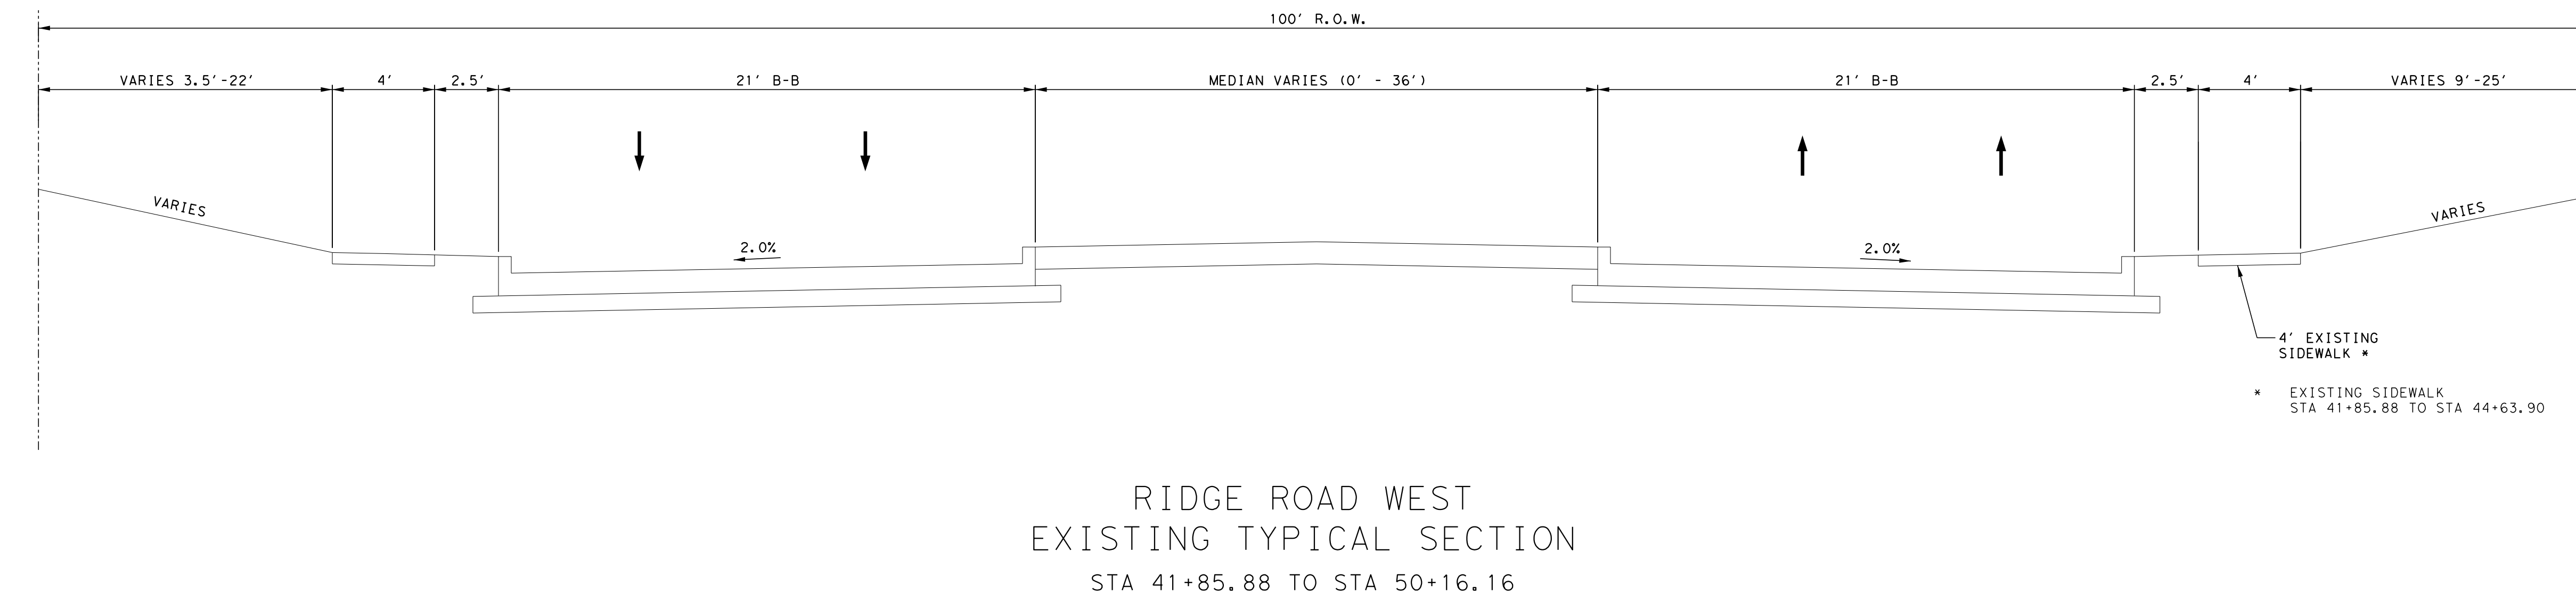 100' R.O.W.
VARIES 3.5'-22' 4' 2.5' 21' B-B MEDIAN VARIES (0' - 36') 21' B-B 2.5' 4' VARIES 9'-25'
VARIES VARIES
2.0% 2.0%
4' EXISTING
SIDEWALK *
* EXISTING SIDEWALK
STA 41+85.88 TO STA 44+63.90
RIDGE ROAD WEST
EXISTING TYPICAL SECTION
STA 41+85.88 TO STA 50+16.16